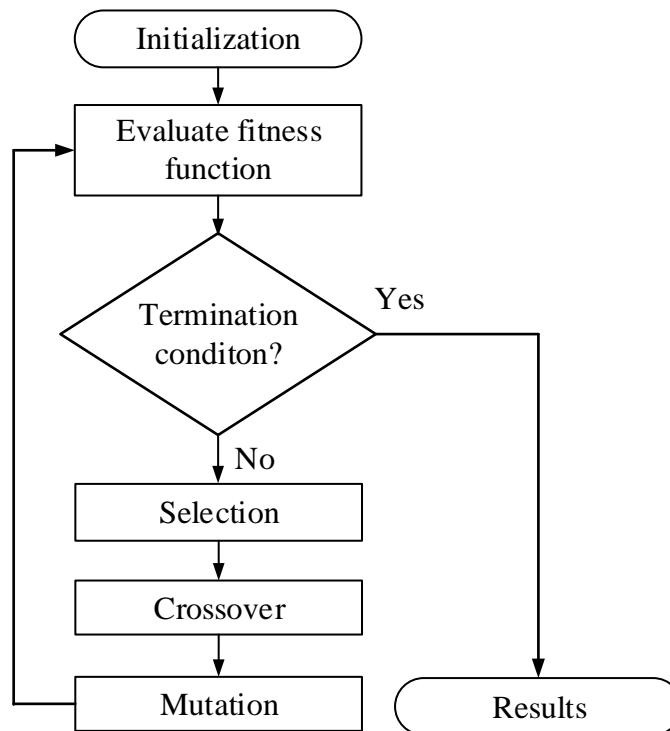 Initialization
Evaluate fitness
function
Termination
conditon?
Yes
No
Selection
Crossover
Mutation
Results